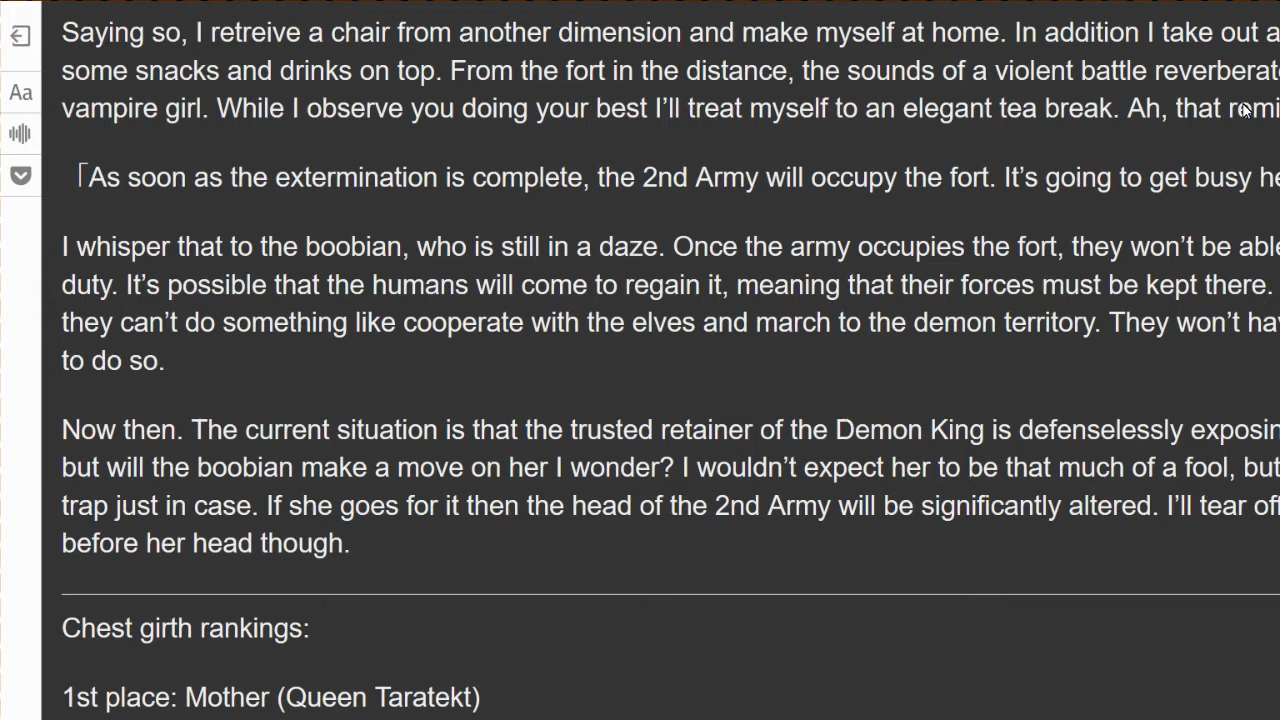 Aa
Saying so, I retreive a chair from another dimension and make myself at home. In addition I take out a
some snacks and drinks on top. From the fort in the distance, the sounds of a violent battle
vampire girl. While I observe you doing your best I’ll treat myself to an elegant tea break. Ah, that
「As soon as the extermination is complete, the 2nd Army will occupy the fort. It’s going to get busy
I whisper that to the boobian, who is still in a daze. Once the army occupies the fort, they won’t be
duty. It’s possible that the humans will come to regain it, meaning that their forces must be kept there.
they can’t do something like cooperate with the elves and march to the demon territory. They won’t
to do so.
Now then. The current situation is that the trusted retainer of the Demon King is defenselessly
but will the boobian make a move on her I wonder? I wouldn’t expect her to be that much of a fool, but
trap just in case. If she goes for it then the head of the 2nd Army will be significantly altered. I’ll tear
before her head though.
Chest girth rankings:
1st place: Mother (Queen Taratekt)